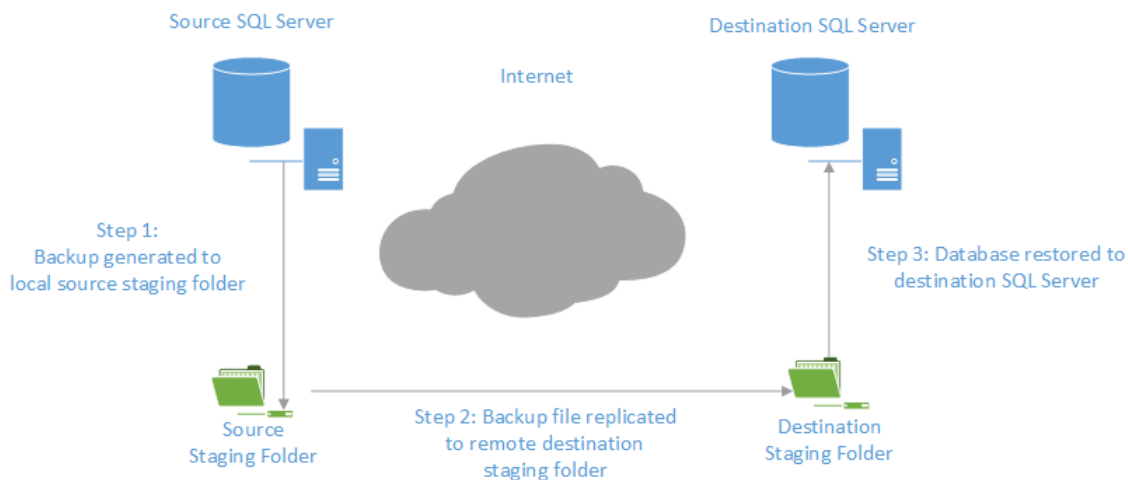 Source SQL Server
Destination SQL Server
Internet
Step 1:
Backup generated to
local source staging folder
Step 3: Database restored to
destination SQL Server
Step 2: Backup file replicated
to remote destination
staging folder
Source
Staging Folder
Destination
Staging Folder